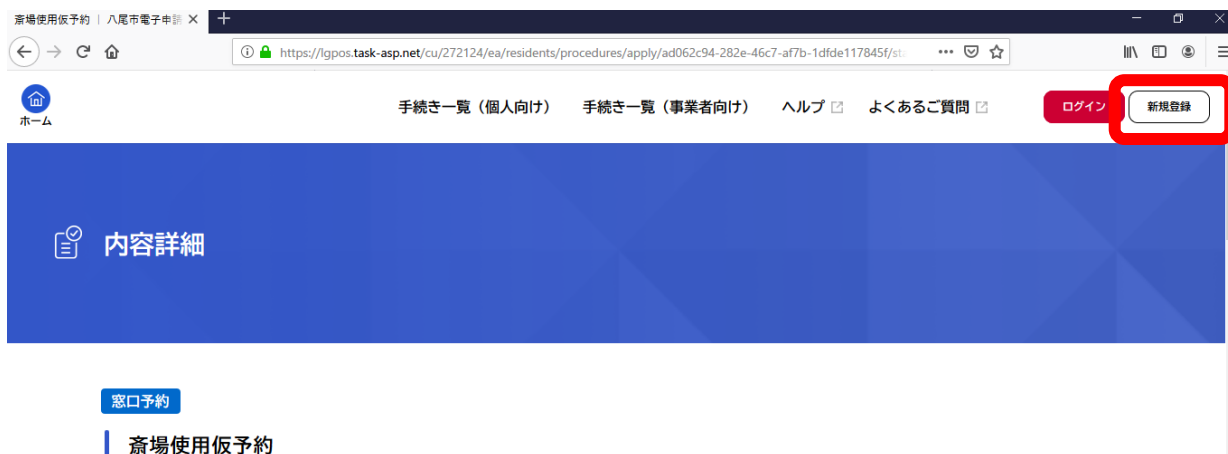 斎場使用仮予約 | 八尾市電子申請
https://lgpos.task-asp.net/cu/272124/ea/residents/procedures/apply/ad062c94-282e-46c7-af7b-1dfde117845f/sta
ホーム
手続き一覧（個人向け） 手続き一覧（事業者向け） ヘルプ よくあるご質問 ログイン 新規登録
内容詳細
窓口予約
斎場使用仮予約